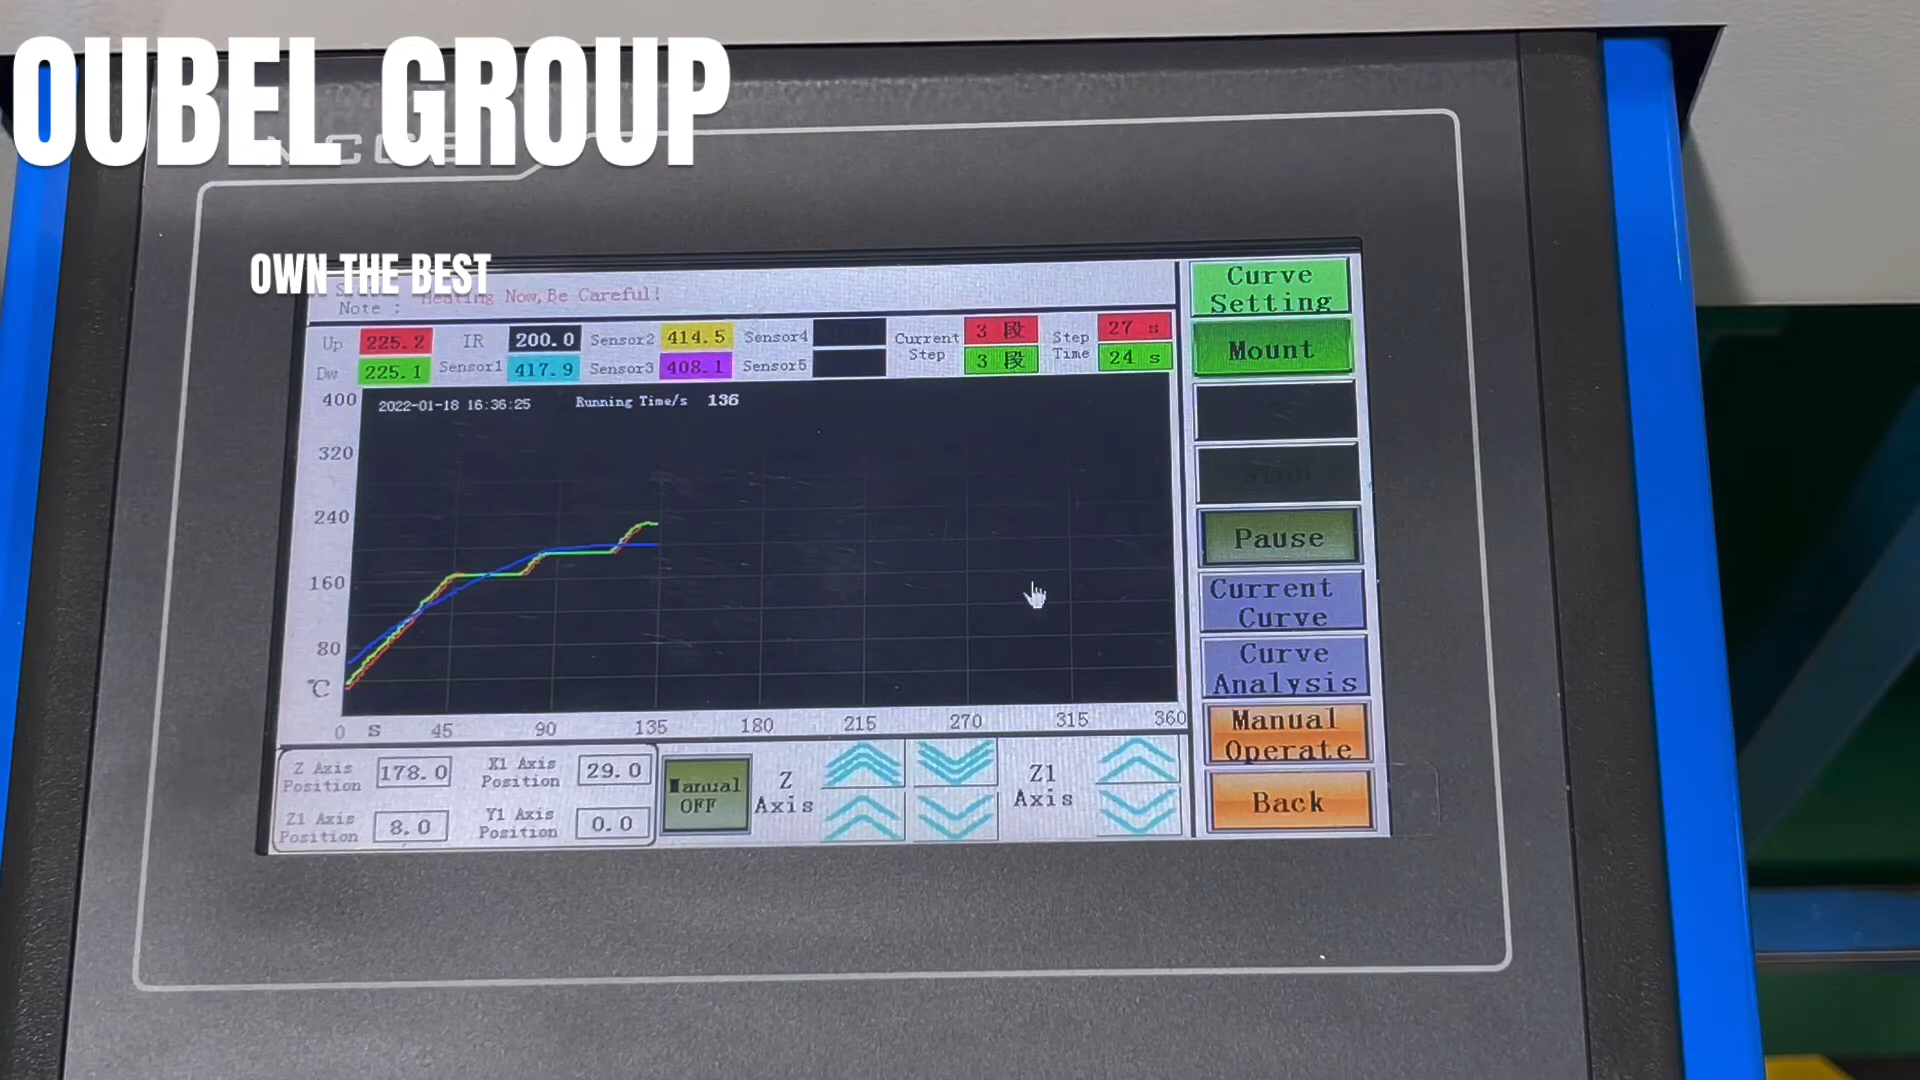 OUBEL GROUP
OWN THE BEST
Note : Heating Now,Be Careful!
Up 225.2 IR 200.0 Sensor2 414.5 Sensor4 Current Step 3 段 Step Time 27 s
Dw 225.1 Sensor1 417.9 Sensor3 408.1 Sensor5 3 段 24 s
2022-01-18 16:36:25 Running Time/s 136
400
320
240
160
80
℃
0 S 45 90 135 180 215 270 315 360
Z Axis Position 178.0 X1 Axis Position 29.0
Z1 Axis Position 8.0 Y1 Axis Position 0.0
Manual OFF
Z Axis
Z1 Axis
Curve Setting
Mount
Pause
Current Curve
Curve Analysis
Manual Operate
Back